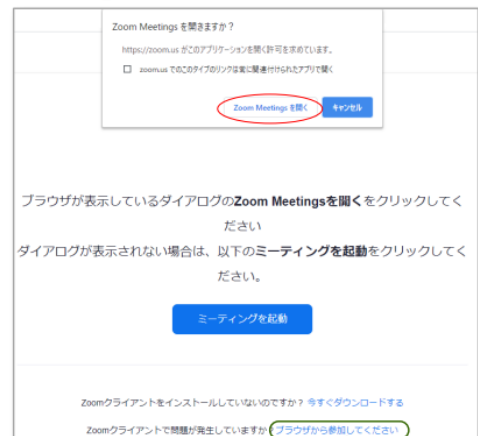 Zoom Meetings を開きますか？
https://zoom.us がこのアプリケーションを開く許可を求めています。
zoom.us でのこのタイプのリンクは常に関連付けられたアプリで開く
Zoom Meetings を開く キャンセル
ブラウザが表示しているダイアログのZoom Meetingsを開くをクリックしてく
ださい
ダイアログが表示されない場合は、以下のミーティングを起動をクリックしてく
ださい。
ミーティングを起動
Zoomクライアントをインストールしていないのですか？ 今すぐダウンロードする
Zoomクライアントで問題が発生していますか？ブラウザから参加してください